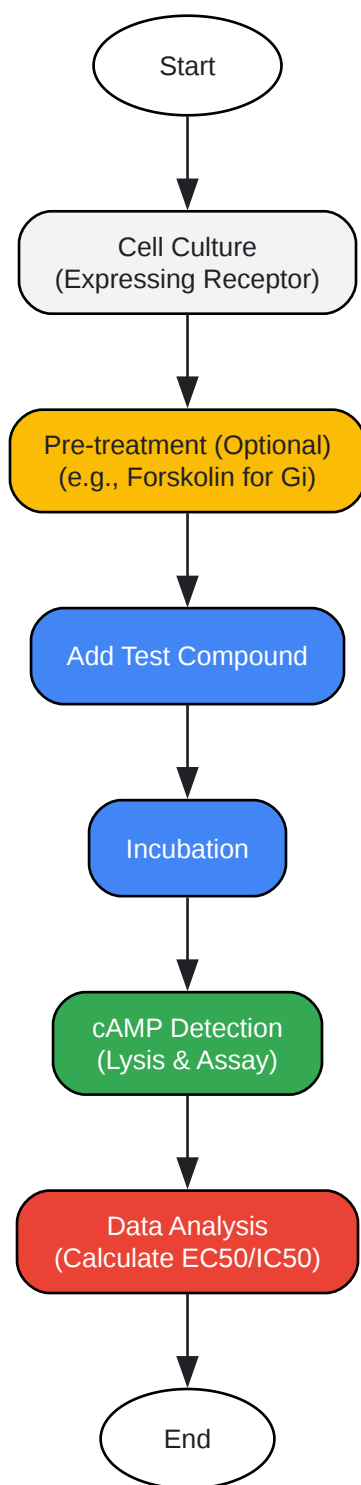 Start
Cell Culture
(Expressing Receptor)
Pre-treatment (Optional)
(e.g., Forskolin for Gi)
Add Test Compound
Incubation
cAMP Detection
(Lysis & Assay)
Data Analysis
(Calculate EC50/IC50)
End